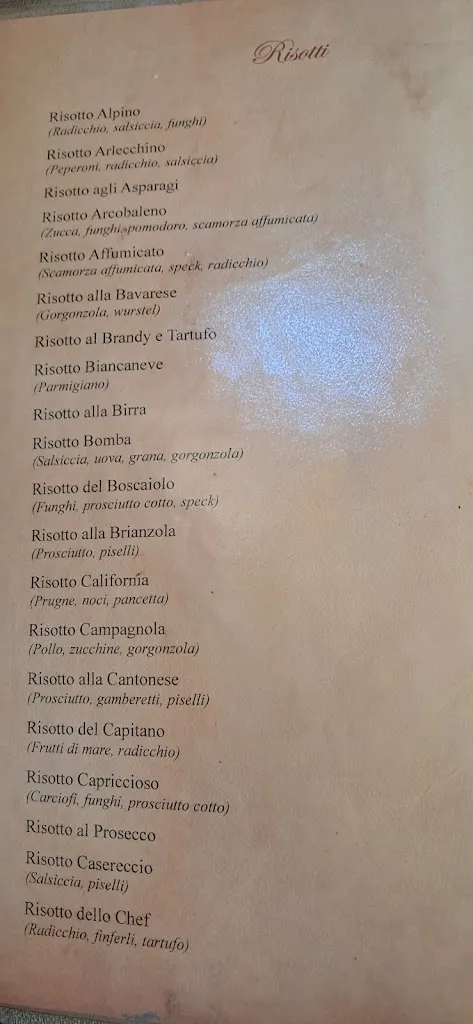 Risotti
Risotto Alpino
(Radicchio, salsiccia, funghi)
Risotto Arlecchino
(Peperoni, radicchio, salsiccia)
Risotto agli Asparagi
Risotto Arcobaleno
(Zucca, funghi, pomodoro, scamorza affumicata)
Risotto Affumicato
(Scamorza affumicata, speck, radicchio)
Risotto alla Bavarese
(Gorgonzola, wurstel)
Risotto al Brandy e Tartufo
Risotto Biancaneve
(Parmigiano)
Risotto alla Birra
Risotto Bomba
(Salsiccia, uova, grana, gorgonzola)
Risotto del Boscaiolo
(Funghi, prosciutto cotto, speck)
Risotto alla Brianzola
(Prosciutto, piselli)
Risotto California
(Prugne, noci, pancetta)
Risotto Campagnola
(Pollo, zucchine, gorgonzola)
Risotto alla Cantonese
(Prosciutto, gamberetti, piselli)
Risotto del Capitano
(Frutti di mare, radicchio)
Risotto Capriccioso
(Carciofi, funghi, prosciutto cotto)
Risotto al Prosecco
Risotto Casereccio
(Salsiccia, piselli)
Risotto dello Chef
(Radicchio, finferli, tartufo)